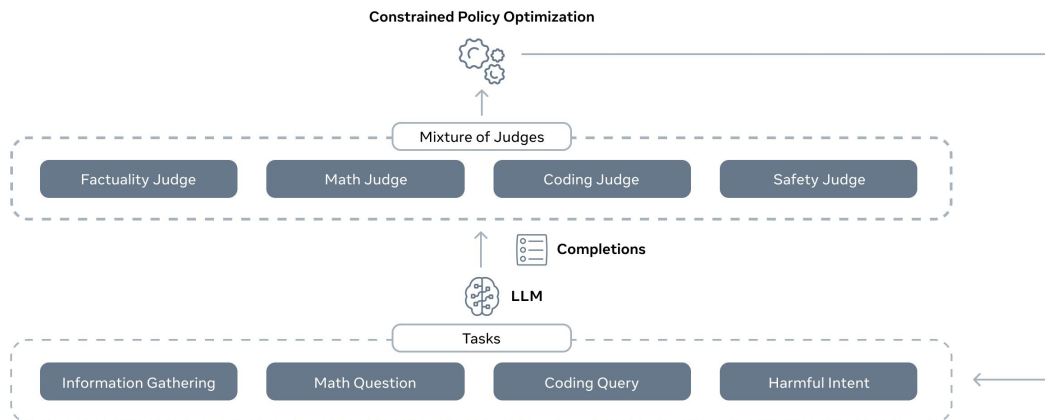 Constrained Policy Optimization
Mixture of Judges
Factuality Judge
Math Judge
Coding Judge
Safety Judge
Completions
LLM
Tasks
Information Gathering
Math Question
Coding Query
Harmful Intent